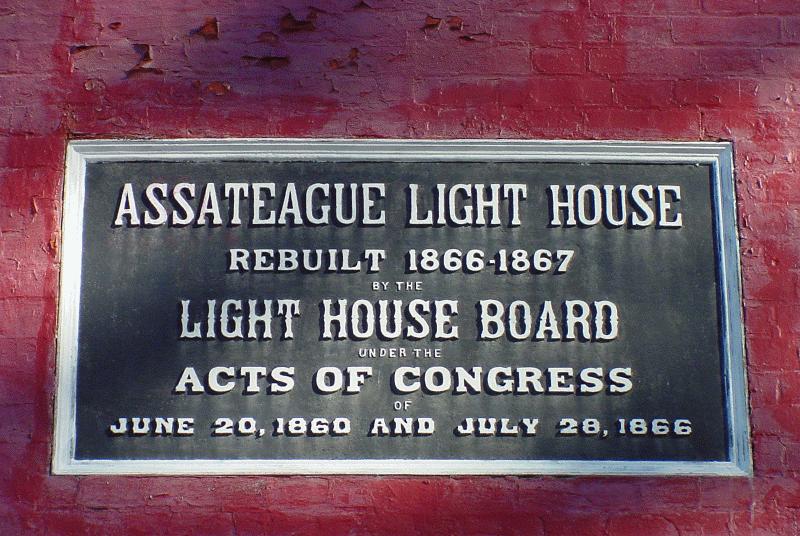 ASSATEAGUE LIGHT HOUSE
REBUILT 1866-1867
BY THE
LIGHT HOUSE BOARD
UNDER THE
ACTS OF CONGRESS
OF
JUNE 20, 1860 AND JULY 28, 1866